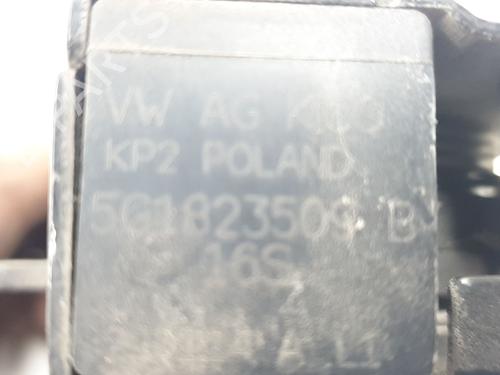 VW AG
KP2 POLAND
5G1823509 B
16S